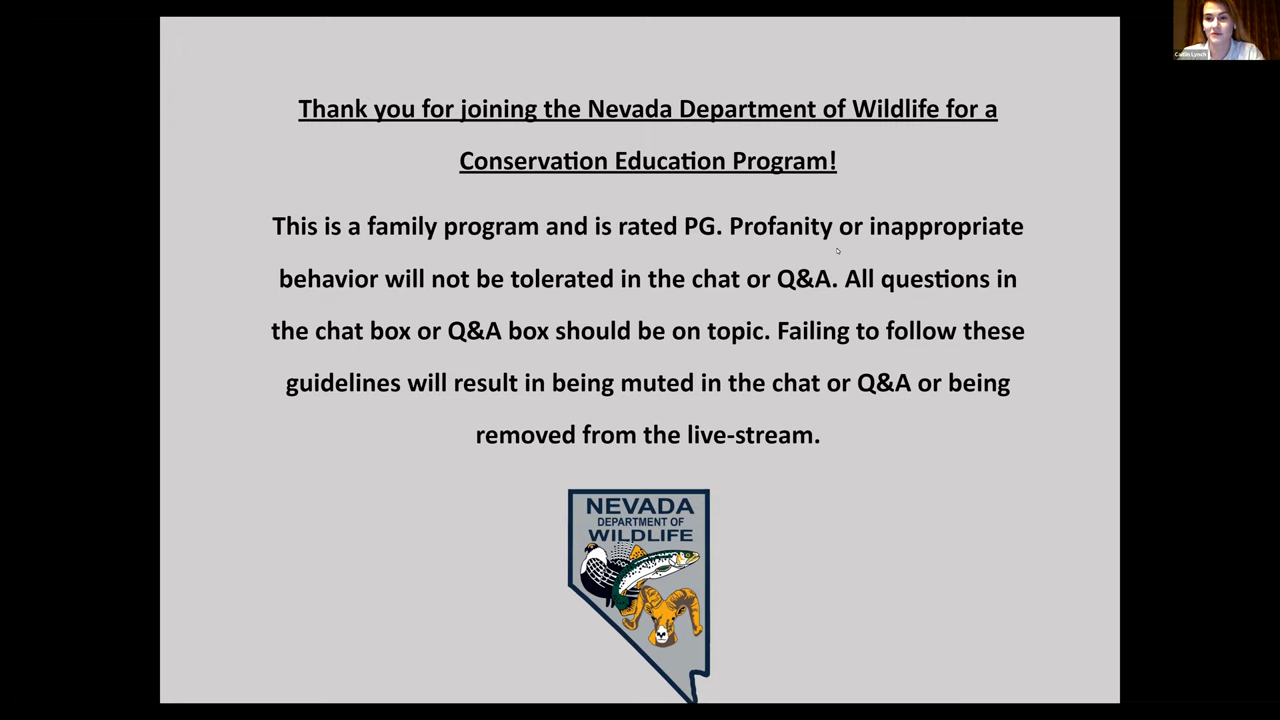 Thank you for joining the Nevada Department of Wildlife for a
Conservation Education Program!
This is a family program and is rated PG. Profanity or inappropriate
behavior will not be tolerated in the chat or Q&A. All questions in
the chat box or Q&A box should be on topic. Failing to follow these
guidelines will result in being muted in the chat or Q&A or being
removed from the live-stream.
NEVADA
DEPARTMENT OF
WILDLIFE
Caitlin Lynch